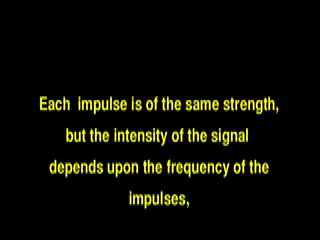 Each impulse is of the same strength,
but the intensity of the signal
depends upon the frequency of the
impulses,